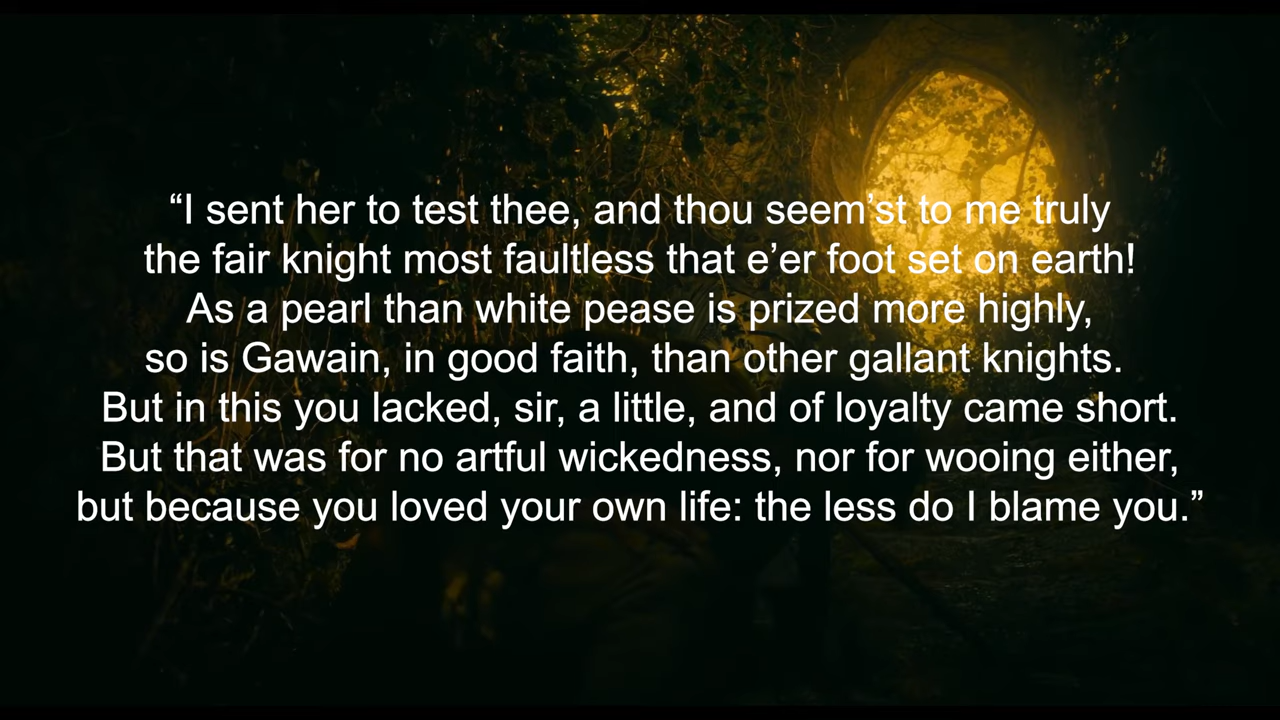 “I sent her to test thee, and thou seem’st to me truly
the fair knight most faultless that e’er foot set on earth!
As a pearl than white pease is prized more highly,
so is Gawain, in good faith, than other gallant knights.
But in this you lacked, sir, a little, and of loyalty came short.
But that was for no artful wickedness, nor for wooing either,
but because you loved your own life: the less do I blame you.”